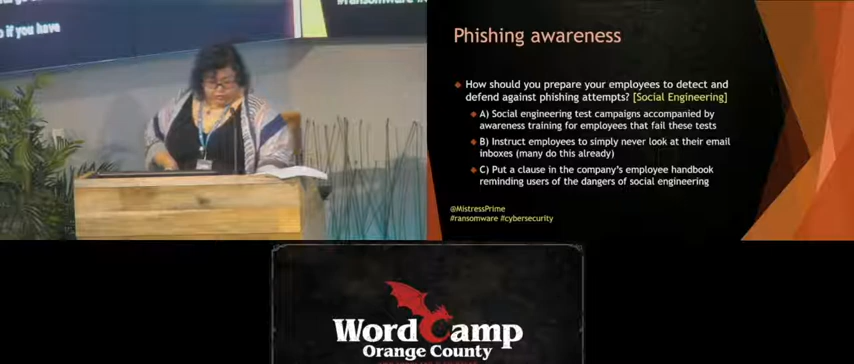 o if you have
#ransomware #c
Phishing awareness
How should you prepare your employees to detect and
defend against phishing attempts? [Social Engineering]
A) Social engineering test campaigns accompanied by
awareness training for employees that fail these tests
B) Instruct employees to simply never look at their email
inboxes (many do this already)
C) Put a clause in the company's employee handbook
reminding users of the dangers of social engineering
@MistressPrime
#ransomware #cybersecurity
WordCamp
Orange County